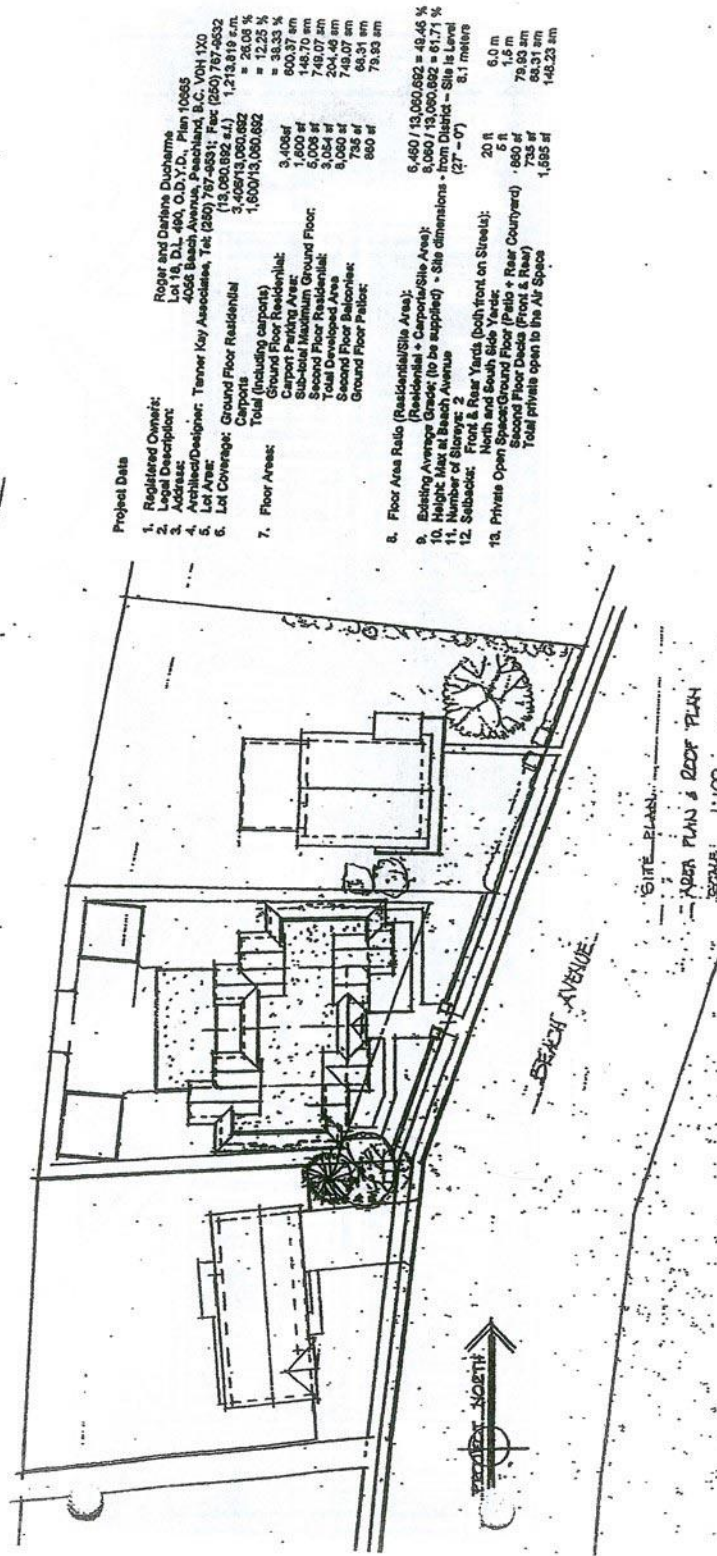 Project Data
1. Registered Owners: Roger and Darlene Ducharme
2. Legal Description: Lot 18, D.L. 490, O.D.Y.D., Plan 10665
3. Address: 4056 Beach Avenue, Peachland, B.C. V0H 1X0
4. Architect/Designer: Tanner Kay Associates, Tel: (250) 767-9531; Fax: (250) 767-9532
5. Lot Area: (13,060.692 s.f.) 1,213.819 s.m.
6. Lot Coverage: Ground Floor Residential 3,406/13,060.692 = 26.08 %
Carports 1,600/13,060.692 = 12.25 %
Total (including carports) = 38.33 %
7. Floor Areas: Ground Floor Residential: 3,406sf 600.37 sm
Carport Parking Area: 1,600 sf 148.70 sm
Sub-total Maximum Ground Floor: 5,006 sf 749.07 sm
Second Floor Residential: 3,054 sf 204.46 sm
Total Developed Area 8,060 sf 749.07 sm
Second Floor Balconies: 735 sf 68.31 sm
Ground Floor Patios: 860 sf 79.93 sm
8. Floor Area Ratio (Residential/Site Area): 6,460 / 13,060.692 = 49.46 %
(Residential + Carports/Site Area): 8,060 / 13,060.692 = 61.71 %
9. Existing Average Grade: (to be supplied) - Site dimensions - from District - Site is Level
10. Height: Max at Beach Avenue (27' - 0") 8.1 meters
11. Number of Storeys: 2
12. Setbacks: Front & Rear Yards (both front on Streets): 20 ft 6.0 m
North and South Side Yards: 5 ft 1.5 m
13. Private Open Space: Ground Floor (Patio + Rear Courtyard) 860 sf 79.93 sm
Second Floor Decks (Front & Rear) 735 sf 68.31 sm
Total private open to the Air Space 1,595 sf 148.23 sm
BEACH AVENUE
PROJECT NORTH
SITE PLAN
AREA PLAN & ROOF PLAN